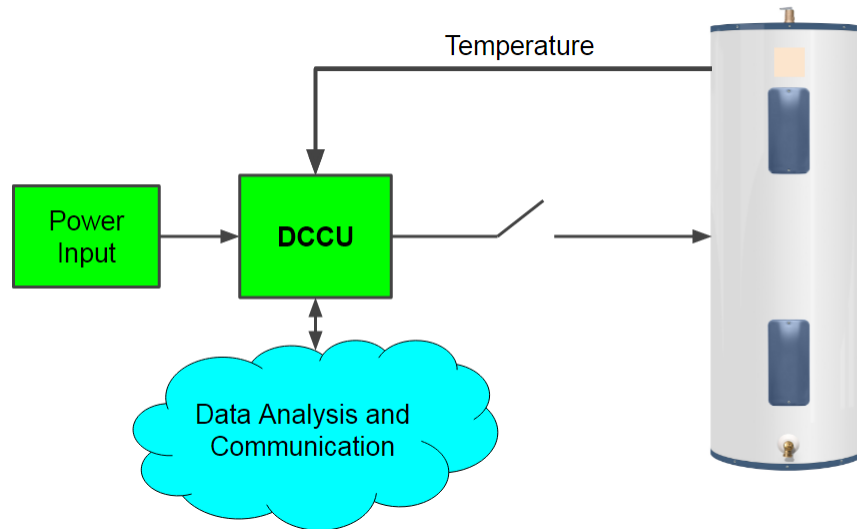 Temperature
Power
Input
DCCU
Data Analysis and
Communication